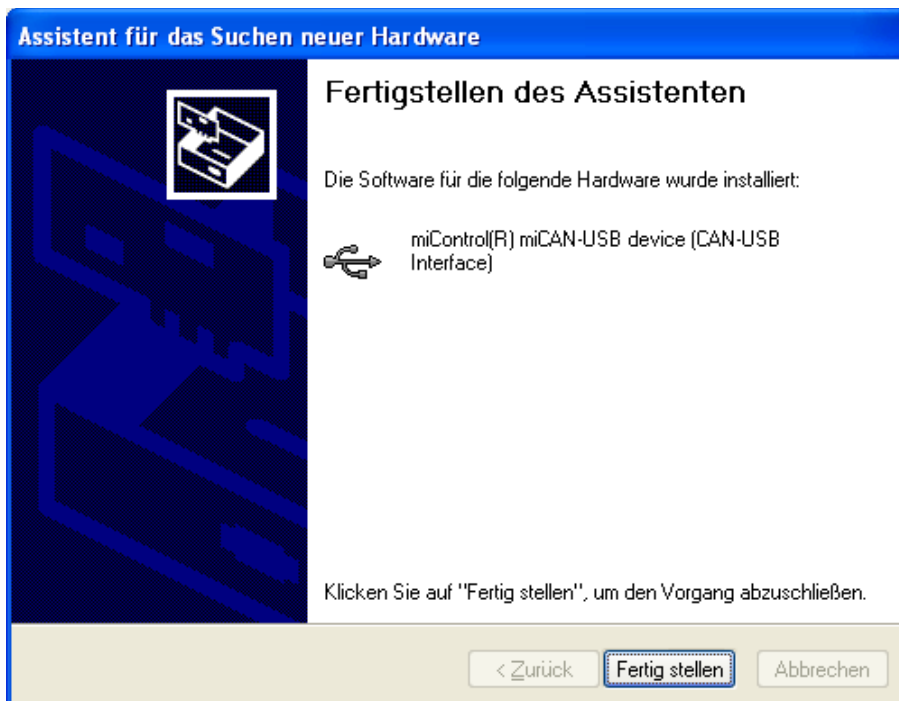 Assistent für das Suchen neuer Hardware
Fertigstellen des Assistenten
Die Software für die folgende Hardware wurde installiert:
miControl(R) miCAN-USB device (CAN-USB
Interface)
Klicken Sie auf "Fertig stellen", um den Vorgang abzuschließen.
< Zurück
Fertig stellen
Abbrechen